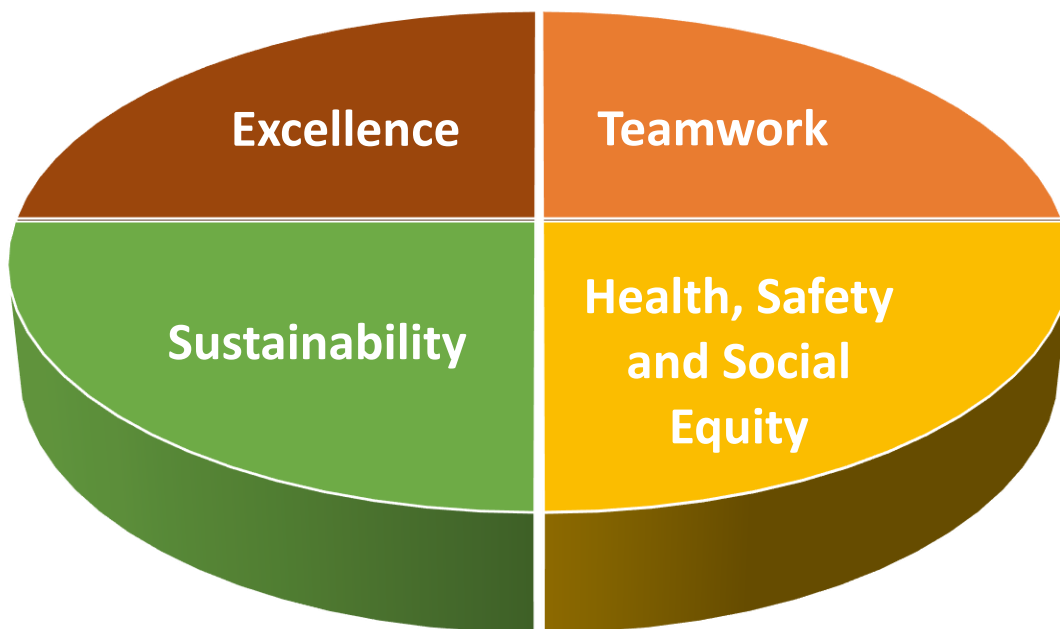 Excellence
Teamwork
Sustainability
Health, Safety
and Social
Equity